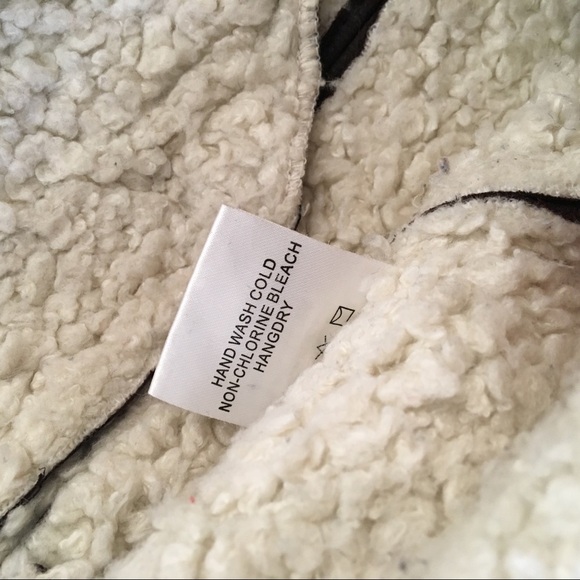 HAND WASH COLD
NON-CHLORINE BLEACH
HANGDRY